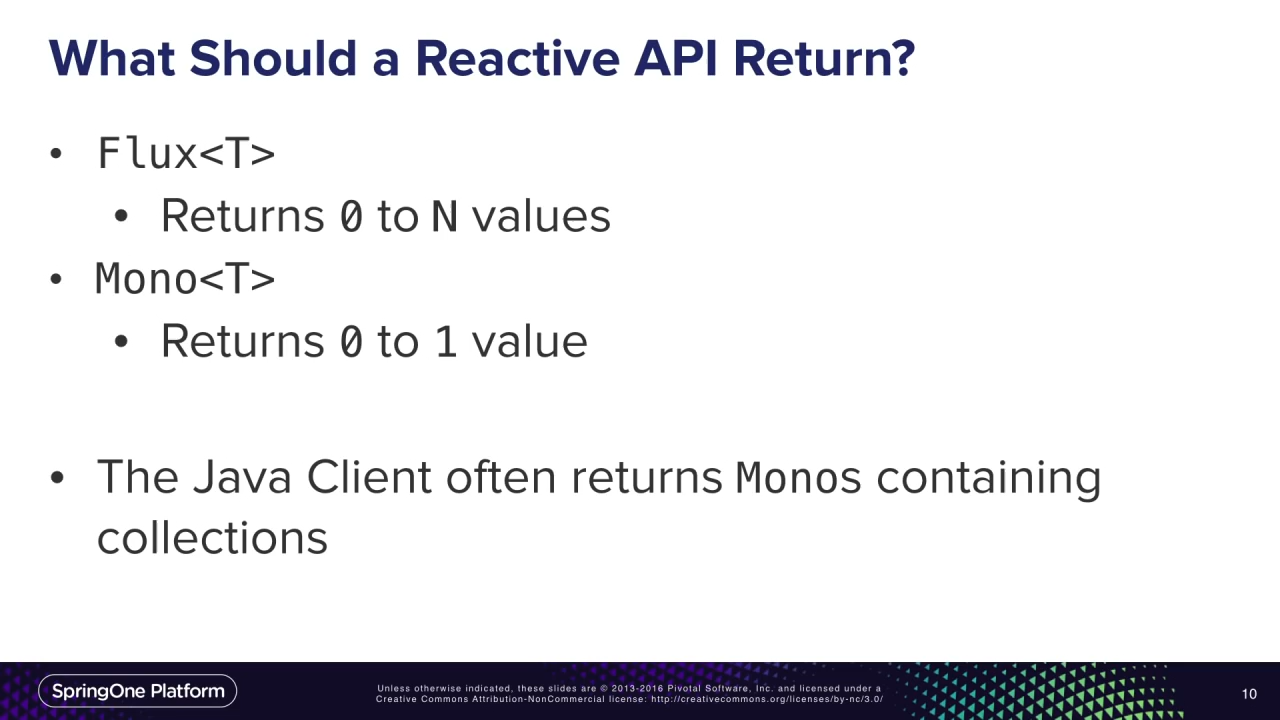 What Should a Reactive API Return?
• Flux<T>
• Returns 0 to N values
• Mono<T>
• Returns 0 to 1 value
• The Java Client often returns Monos containing
collections
SpringOne Platform
Unless otherwise indicated, these slides are © 2013-2016 Pivotal Software, Inc. and licensed under a
Creative Commons Attribution-NonCommercial license: http://creativecommons.org/licenses/by-nc/3.0/
10